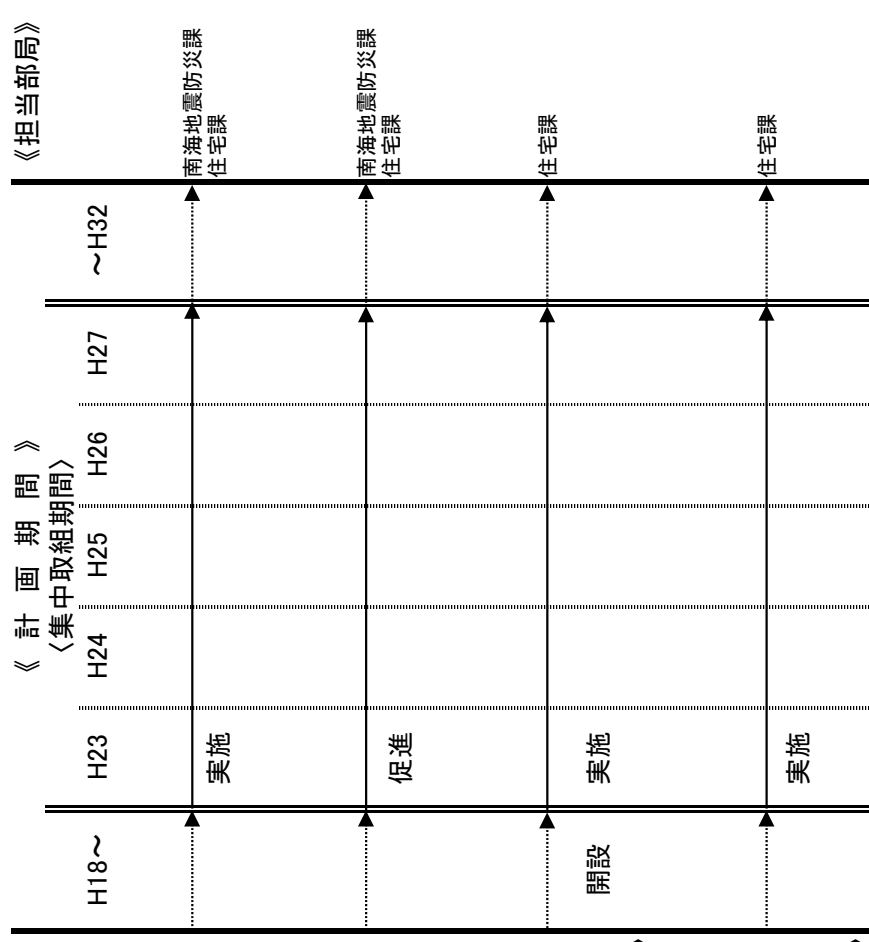 《計画期間》
〈集中取組期間〉
《担当部局》
H18～
H23
H24
H25
H26
H27
～H32
実施
南海地震防災課
住宅課
促進
南海地震防災課
住宅課
開設
実施
住宅課
実施
住宅課